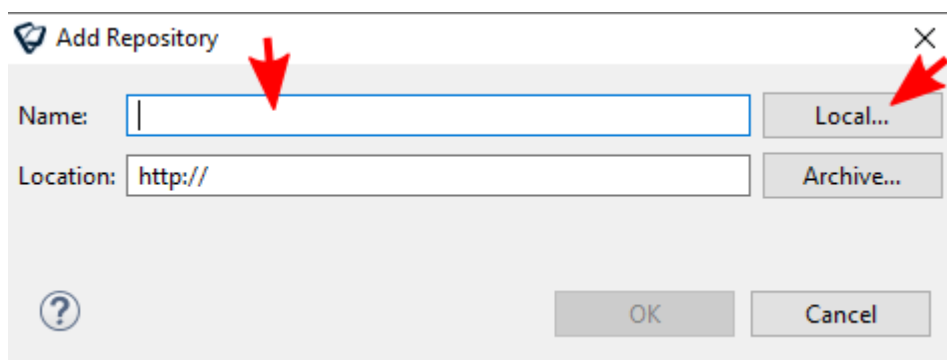 Add Repository
Name: Local...
Location: http:// Archive...
? OK Cancel